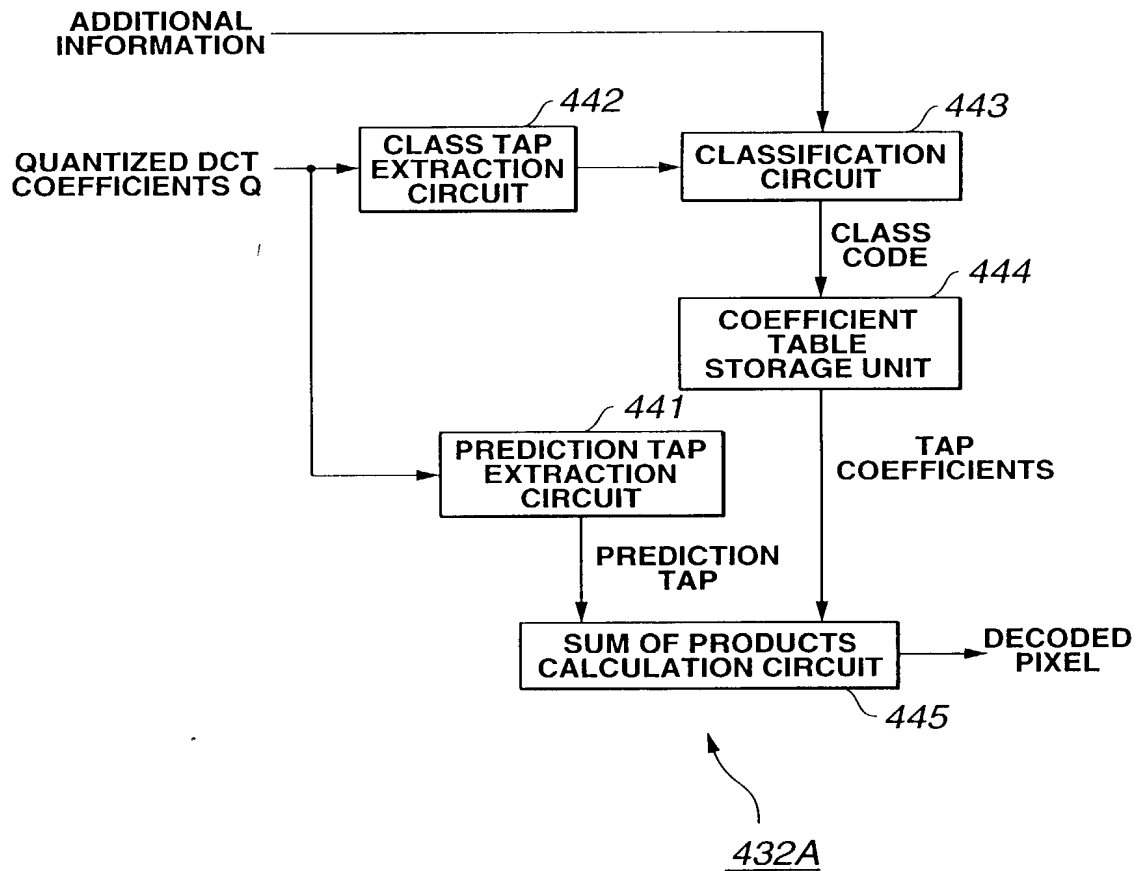 ADDITIONAL
INFORMATION
442
443
QUANTIZED DCT
COEFFICIENTS Q
CLASS TAP
EXTRACTION
CIRCUIT
CLASSIFICATION
CIRCUIT
CLASS
CODE
444
COEFFICIENT
TABLE
STORAGE UNIT
441
PREDICTION TAP
EXTRACTION
CIRCUIT
TAP
COEFFICIENTS
PREDICTION
TAP
SUM OF PRODUCTS
CALCULATION CIRCUIT
DECODED
PIXEL
445
432A